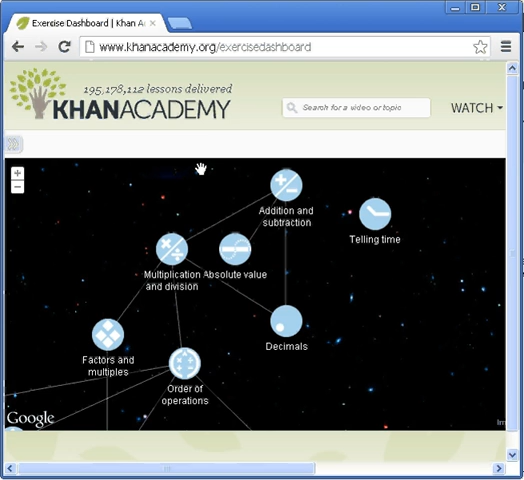 Exercise Dashboard | Khan A
www.khanacademy.org/exercisedashboard
195,178,112 lessons delivered
KHANACADEMY
Search for a video or topic
WATCH
+
−
Addition and
subtraction
Telling time
Multiplication
and division
Absolute value
Decimals
Factors and
multiples
Order of
operations
Google
Im